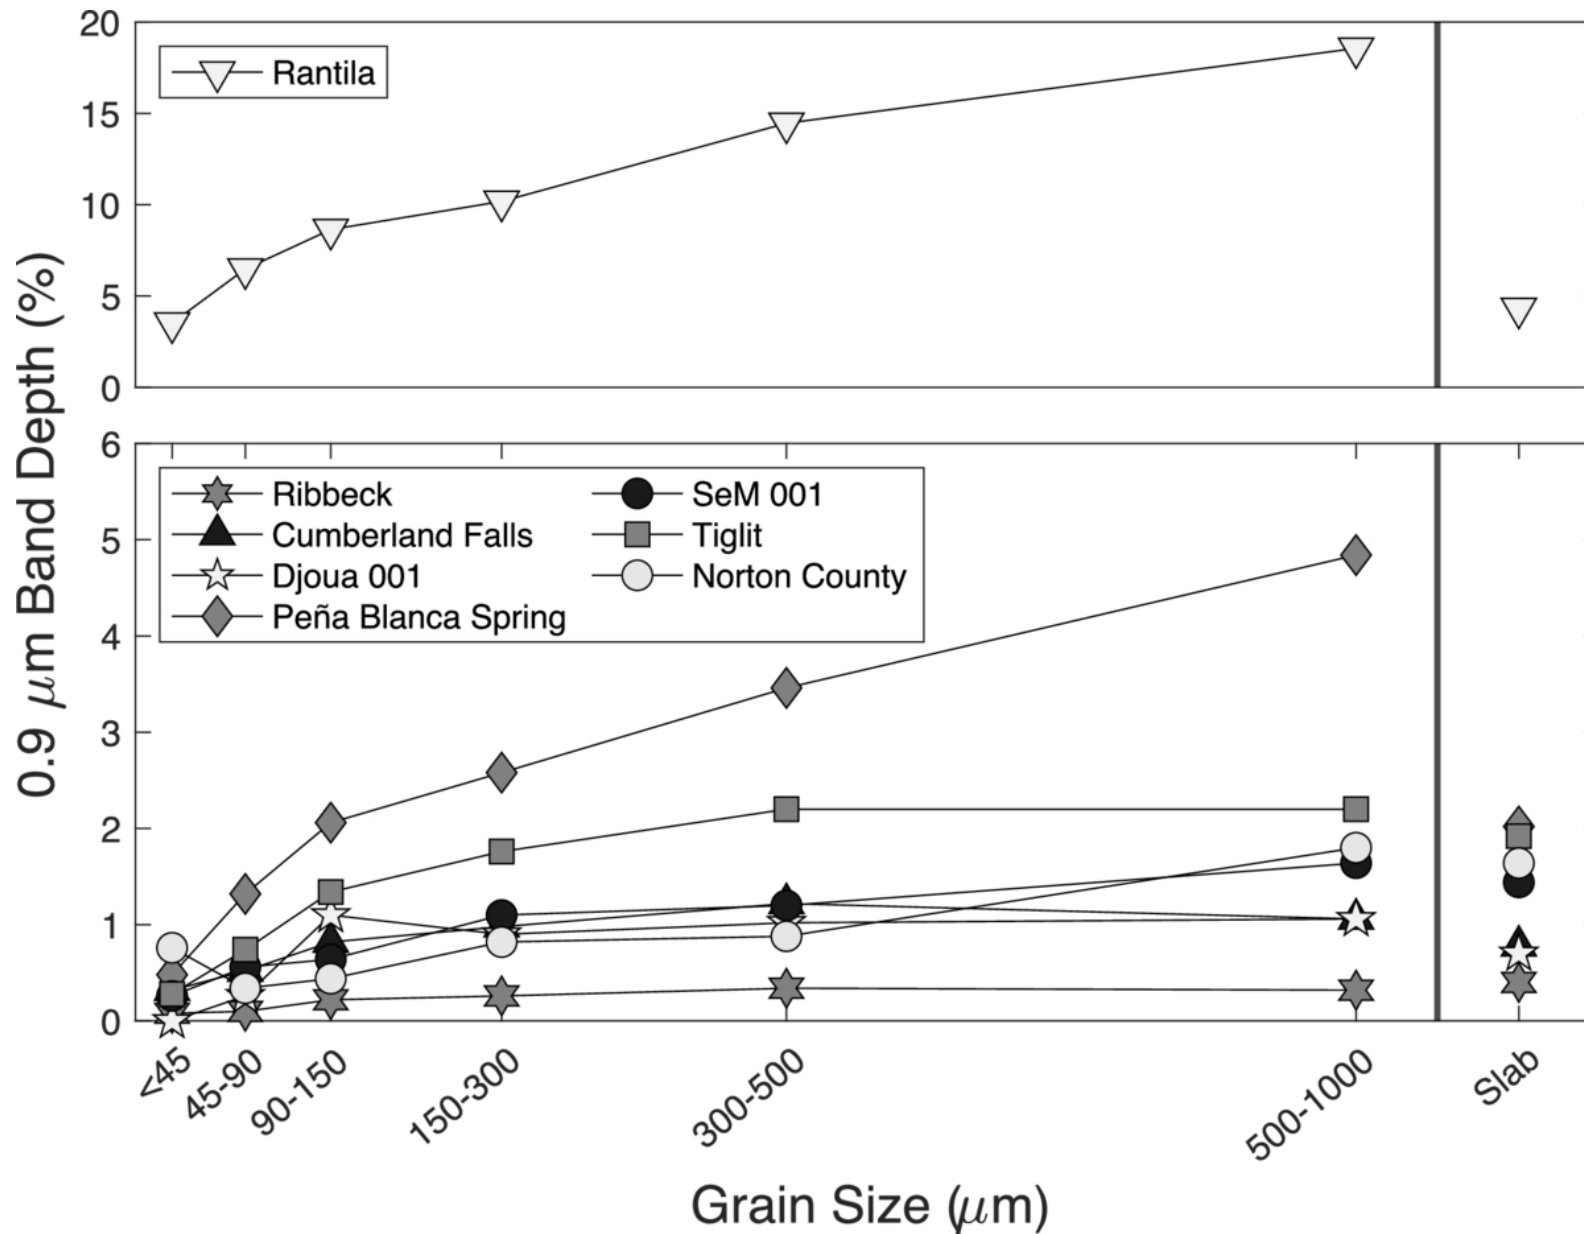 20
15
10
5
0
Rantila
0.9 μm Band Depth (%)
6
5
4
3
2
1
0
Ribbeck
Cumberland Falls
Djoua 001
Peña Blanca Spring
SeM 001
Tiglit
Norton County
<45
45-90
90-150
150-300
300-500
500-1000
Slab
Grain Size (μm)